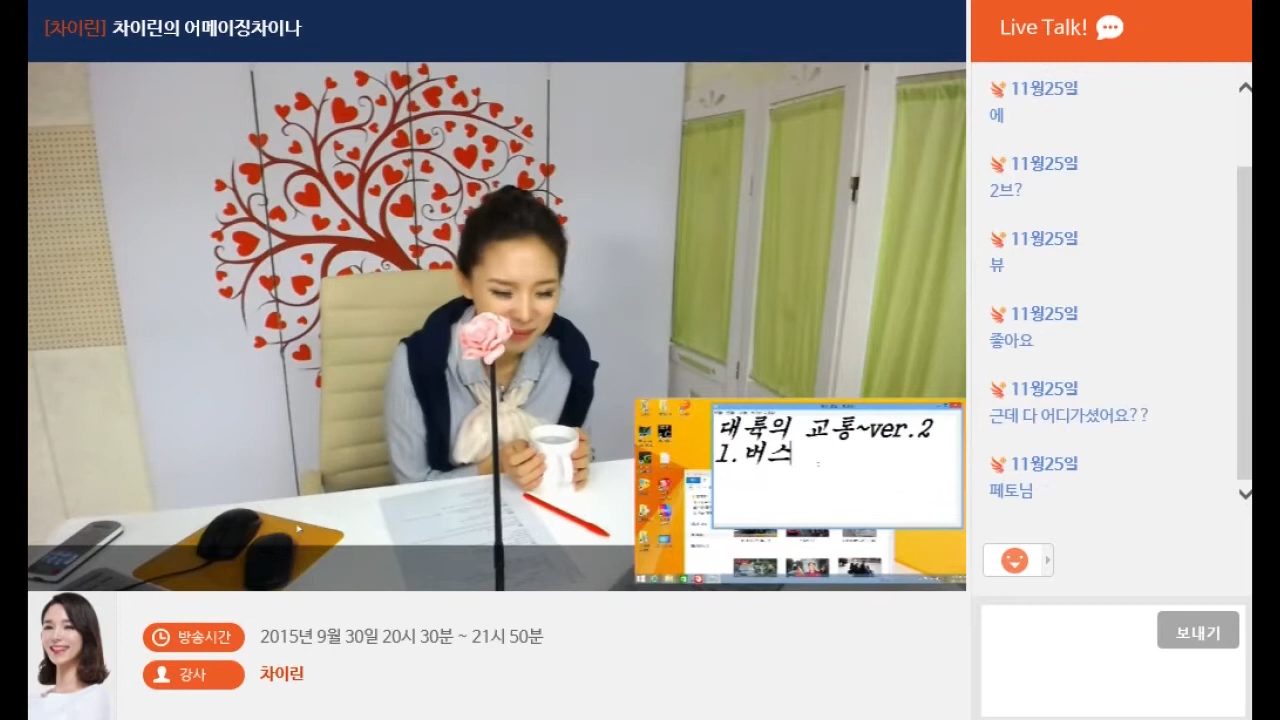 [차이린] 차이린의 어메이징차이나
대륙의 교통~ver.2
1.버스
방송시간 2015년 9월 30일 20시 30분 ~ 21시 50분
강사 차이린
Live Talk!
11월25일
에
11월25일
2브?
11월25일
뷰
11월25일
좋아요
11월25일
근데 다 어디가셨어요??
11월25일
페토님
보내기